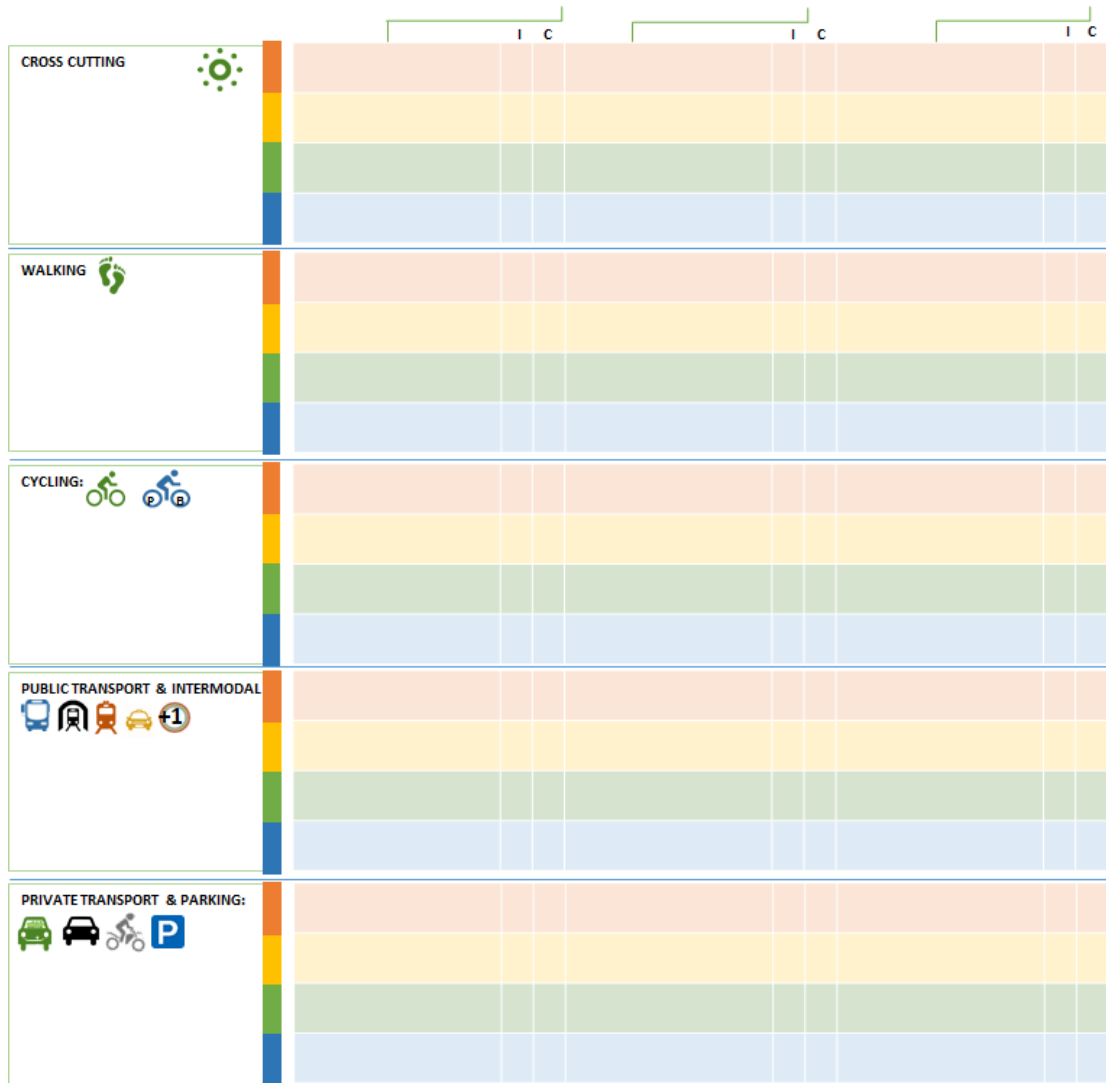 I C I C I C
CROSS CUTTING
WALKING
CYCLING:
P B
PUBLIC TRANSPORT & INTERMODAL
+1
PRIVATE TRANSPORT & PARKING:
P